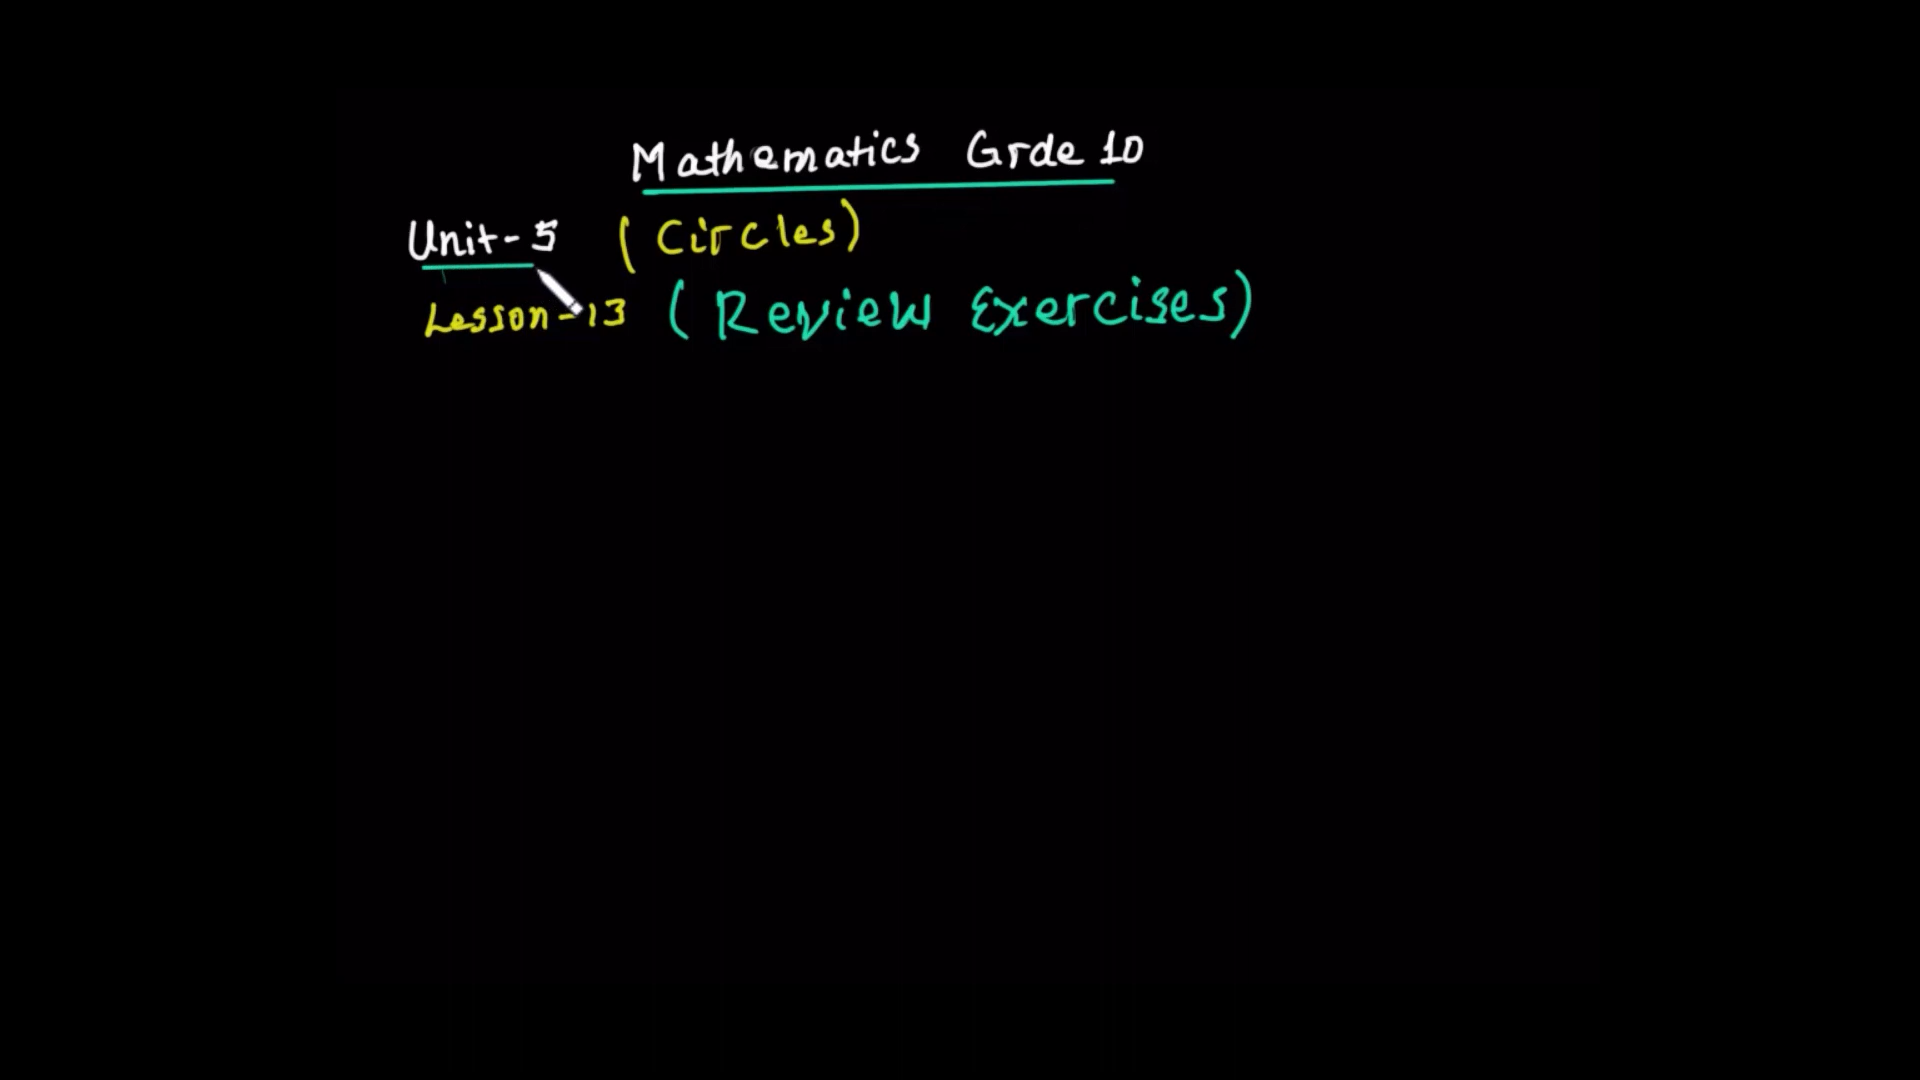 Mathematics Grde 10
Unit-5 (Circles)
Lesson-13 (Review Exercises)